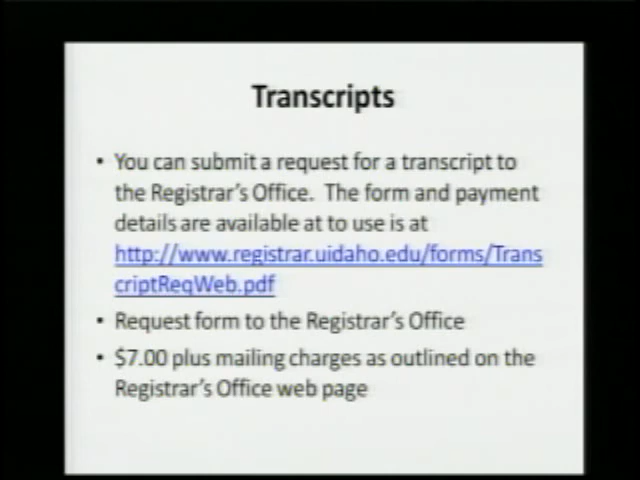 Transcripts
• You can submit a request for a transcript to
the Registrar's Office.  The form and payment
details are available at to use is at
http://www.registrar.uidaho.edu/forms/Trans
criptReqWeb.pdf
• Request form to the Registrar's Office
• $7.00 plus mailing charges as outlined on the
Registrar's Office web page